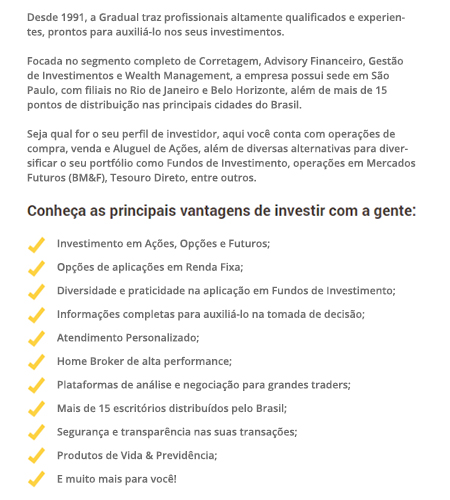 Desde 1991, a Gradual traz profissionais altamente qualificados e experien-
tes, prontos para auxiliá-lo nos seus investimentos.
Focada no segmento completo de Corretagem, Advisory Financeiro, Gestão
de Investimentos e Wealth Management, a empresa possui sede em São
Paulo, com filiais no Rio de Janeiro e Belo Horizonte, além de mais de 15
pontos de distribuição nas principais cidades do Brasil.
Seja qual for o seu perfil de investidor, aqui você conta com operações de
compra, venda e Aluguel de Ações, além de diversas alternativas para diver-
sificar o seu portfólio como Fundos de Investimento, operações em Mercados
Futuros (BM&F), Tesouro Direto, entre outros.
Conheça as principais vantagens de investir com a gente:
Investimento em Ações, Opções e Futuros;
Opções de aplicações em Renda Fixa;
Diversidade e praticidade na aplicação em Fundos de Investimento;
Informações completas para auxiliá-lo na tomada de decisão;
Atendimento Personalizado;
Home Broker de alta performance;
Plataformas de análise e negociação para grandes traders;
Mais de 15 escritórios distribuídos pelo Brasil;
Segurança e transparência nas suas transações;
Produtos de Vida & Previdência;
E muito mais para você!